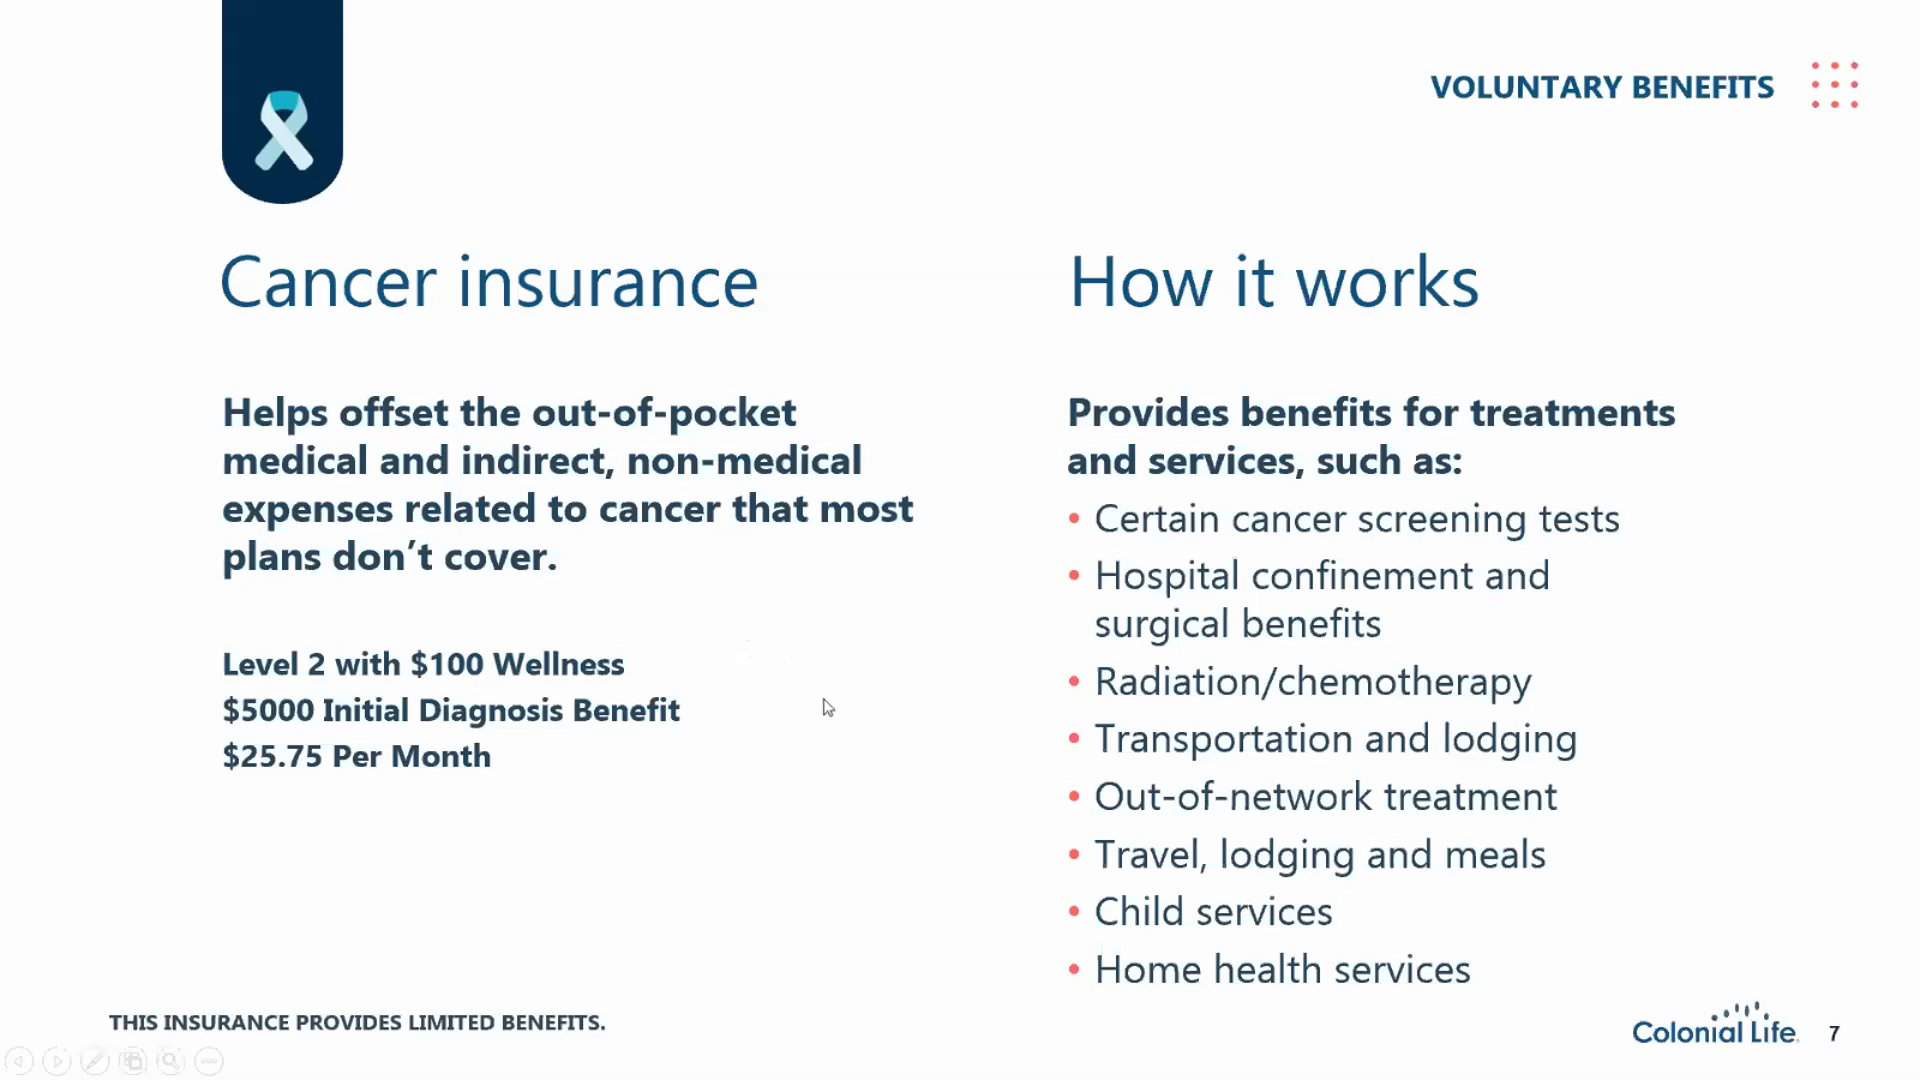 VOLUNTARY BENEFITS
Cancer insurance
Helps offset the out-of-pocket
medical and indirect, non-medical
expenses related to cancer that most
plans don’t cover.
Level 2 with $100 Wellness
$5000 Initial Diagnosis Benefit
$25.75 Per Month
How it works
Provides benefits for treatments
and services, such as:
• Certain cancer screening tests
• Hospital confinement and
surgical benefits
• Radiation/chemotherapy
• Transportation and lodging
• Out-of-network treatment
• Travel, lodging and meals
• Child services
• Home health services
THIS INSURANCE PROVIDES LIMITED BENEFITS.
Colonial Life
7